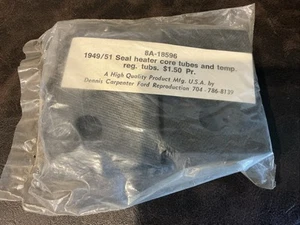 8A-18596
1949/51 Seal heater core tubes and temp.
reg. tubs. $1.50 Pr.
A High Quality Product Mfg. U.S.A. by
Dennis Carpenter Ford Reproduction 704-786-8139